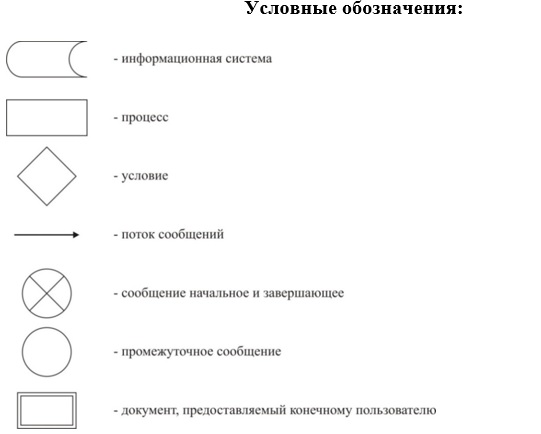 Условные обозначения:
- информационная система
- процесс
- условие
- поток сообщений
- сообщение начальное и завершающее
- промежуточное сообщение
- документ, предоставляемый конечному пользователю